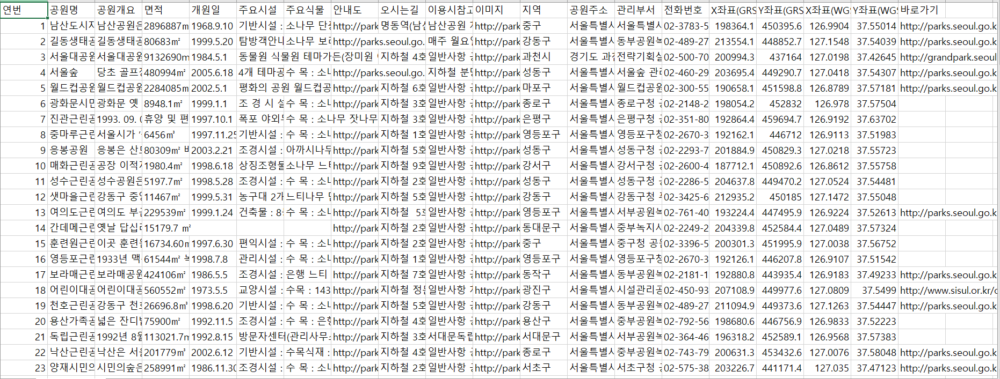 연번 공원명 공원개요 면적 개원일 주요시설 주요식물 안내도 오시는길 이용시참고 이미지 지역 공원주소 관리부서 전화번호 X좌표(GRS Y좌표(GRS X좌표(WGS Y좌표(WGS 바로가기
1 남산도시자 남산공원은 2896887㎡ 1968.9.10 기반시설 : 소나무 단풍 http://park 명동역(남산 남산공원 http://park 중구 서울특별시 서울특별시 02-3783-5 198364.1 450395.6 126.9904 37.55014 http://parks.seoul.go.k
2 길동생태공 길동생태공 80683㎡ 1999.5.20 탐방객안내 소나무 보리 http://parks.seoul.go. 매주 월요일 http://park 강동구 서울특별시 동부공원녹 02-489-27 213554.1 448852.7 127.1548 37.54039 http://parks.seoul.go.k
3 서울대공원 서울대공원 9132690㎡ 1984.5.1 동물원 식물원 테마가든(장미원 지하철 4호 일반사항 http://park 과천시 경기도 과천 전략기획실 02-500-70 200994.3 437164 127.0198 37.42645 http://grandpark.seoul
4 서울숲 당초 골프장 480994㎡ 2005.6.18 4개 테마공 수 목 : 소나 http://parks.seoul.go. 지하철 분당 http://park 성동구 서울특별시 서울숲 관리 02-460-29 203695.4 449290.7 127.0418 37.54307 http://parks.seoul.go.k
5 월드컵공원 월드컵공원 2284085㎡ 2002.5.1 평화의 공원 월드컵공 지하철 6호 일반사항 http://park 마포구 서울특별시 월드컵공원 02-300-55 190658.1 451598.8 126.8789 37.57181 http://parks.seoul.go.k
6 광화문시민 광화문 옛 8948.1㎡ 1999.1.1 조 경 시 설 수 목 : 소나 지하철 3호 일반사항 http://park 종로구 서울특별시 종로구청 02-2148-2 198054.2 452832 126.978 37.57504
7 진관근린공 1993. 09. 휴양 및 편 1997.10.1 폭포 야외무 수 목 : 소나무 잣나무 지하철 3호 일반사항 http://park 은평구 서울특별시 은평구청 02-351-80 192864.4 459694.7 126.9192 37.63702
8 중마루근린 서울시가 6456㎥ 1997.11.25 기반시설 : 수 목 : 소나 http://park 지하철 1호 일반사항 http://park 영등포구 서울특별시 영등포구청 02-2670-3 192162.1 446712 126.9113 37.51983
9 응봉공원 응봉은 산모 80309㎡ 2003.2.21 조경시설 : 아까시나무 http://park 지하철 5호 일반사항 http://park 성동구 서울특별시 성동구청 02-2293-7 201884.9 450829.3 127.0218 37.55723
10 매화근린공 공장 이적지 1980.4㎡ 1998.6.18 상징조형물 소나무 느티 http://park 지하철 9호 일반사항 http://park 강서구 서울특별시 강서구청 02-2600-4 187712.1 450892.6 126.8612 37.55758
11 성수근린공 성수공원은 5197.7㎡ 1998.5.28 조경시설 : 수 목 : 소나 http://park 지하철 2호 일반사항 http://park 성동구 서울특별시 성동구청 02-2286-5 204637.8 449470.2 127.0524 37.54481
12 샛마을근린 강동구 중앙 11467㎡ 1999.5.31 농구대 2개 느티나무 http://park 지하철 5호 일반사항 http://park 강동구 서울특별시 강동구청 02-3425-6 212935.2 450185 127.1472 37.55048
13 여의도근린 여의도 부근 229539㎡ 1999.1.24 건축물 : 8 수 목 : 소나 http://park 지하철 5호 일반사항 http://park 영등포구 서울특별시 서부공원녹 02-761-40 193224.4 447495.9 126.9224 37.52613 http://parks.seoul.go.k
14 간데메근린 옛날 답십리 15179.7 ㎡ http://park 지하철 2호 일반사항 http://park 동대문구 서울특별시 중부녹지사 02-2249-2 204339.8 452584.4 127.0489 37.57324
15 훈련원근린 이곳 훈련원 16734.60㎡ 1997.6.30 편익시설 : 수 목 : 소나 http://park 지하철 2호 일반사항 http://park 중구 서울특별시 중구청 공원 02-3396-5 200301.3 451995.9 127.0038 37.56752
16 영등포근린 1933년 맥 61544㎡ 녹 1998.7.8 관리시설 : 수 목 : 소나 http://park 지하철 1호 일반사항 http://park 영등포구 서울특별시 영등포구청 02-2670-3 192126.1 446207.8 126.9107 37.51542
17 보라매근린 보라매공원 424106㎡ 1986.5.5 조경시설 : 은행 느티 http://park 지하철 7호 일반사항 http://park 동작구 서울특별시 동부공원녹 02-2181-1 192880.8 443935.4 126.9183 37.49233 http://parks.seoul.go.k
18 어린이대공 어린이대공 560552㎡ 1973.5.5 교양시설 : 수목 : 143 http://park 지하철 정문 일반사항 http://park 광진구 서울특별시 시설관리공 02-450-93 207108.9 449977.6 127.0809 37.5499 http://www.sisul.or.kr/
19 천호근린공 강동구 천호 26696.8㎥ 1998.6.20 기반시설 : 수 목 : 소나 http://park 지하철 5호 일반사항 http://park 강동구 서울특별시 동부공원녹 02-489-27 211094.9 449373.6 127.1263 37.54447 http://parks.seoul.go.k
20 용산가족공 넓은 잔디밭 75900㎡ 1992.11.5 조경시설 : 수 목 : 은행 http://park 지하철 4호 일반사항 http://park 용산구 서울특별시 중부공원녹 02-792-56 198680.6 446756.9 126.9833 37.52223
21 독립근린공 1992년 8월 113021.7㎡ 1992.8.15 방문자센터(관리사무소 http://park 지하철 3호 서대문독립 http://park 서대문구 서울특별시 서부공원녹 02-364-46 196318.2 452589.1 126.9568 37.57383
22 낙산근린공 낙산은 서울 201779㎥ 2002.6.12 기반시설 : 수목식재 : http://park 지하철 4호 일반사항 http://park 종로구 서울특별시 중부공원녹 02-743-79 200631.3 453432.6 127.0076 37.58048 http://parks.seoul.go.k
23 양재시민의 시민의숲은 258991㎡ 1986.11.30 조경시설 : 수 목 : 소나 http://park 지하철 2호 일반사항 http://park 서초구 서울특별시 서초구청 02-575-38 203226.7 441171.4 127.035 37.47123 http://parks.seoul.go.k